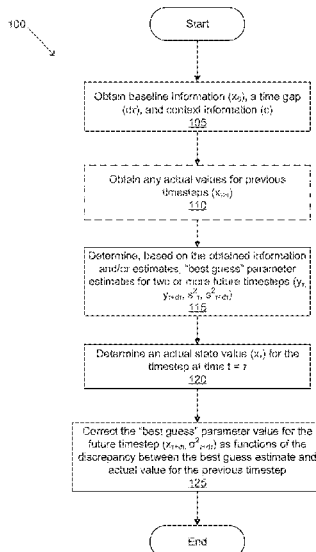 100
Start
Obtain baseline information (x₀), a time gap
(dτ), and context information (c)
105
Obtain any actual values for previous
timesteps
110
Determine, based on the obtained information
and/or estimates, "best guess" parameter
estimates for two or more future timesteps
115
Determine an actual state value (xτ) for the
timestep at time t = τ
120
Correct the "best guess" parameter value for the
future timestep as functions of the
discrepancy between the best guess estimate and
actual value for the previous timestep
125
End